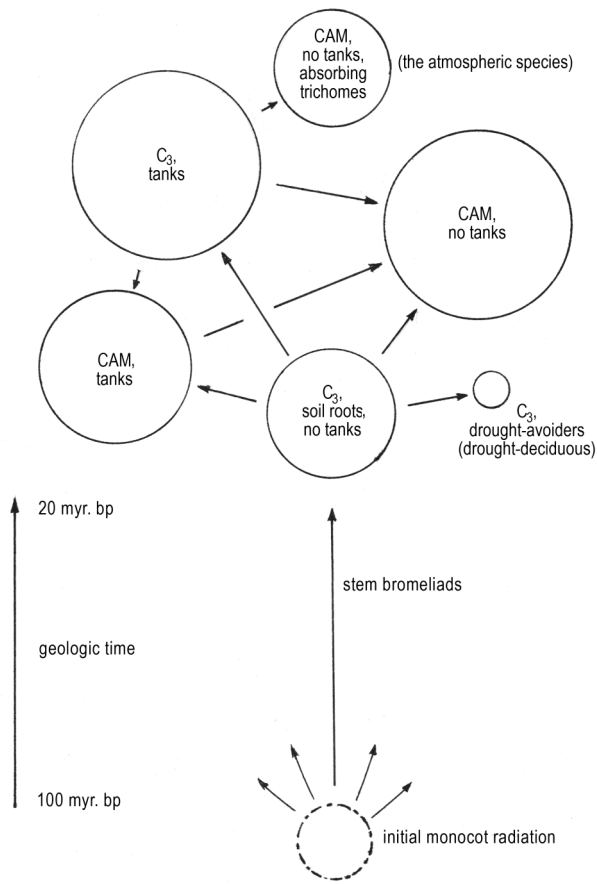 CAM,
no tanks,
absorbing
trichomes
(the atmospheric species)
C3,
tanks
CAM,
no tanks
CAM,
tanks
C3,
soil roots,
no tanks
C3,
drought-avoiders
(drought-deciduous)
20 myr. bp
stem bromeliads
geologic time
100 myr. bp
initial monocot radiation